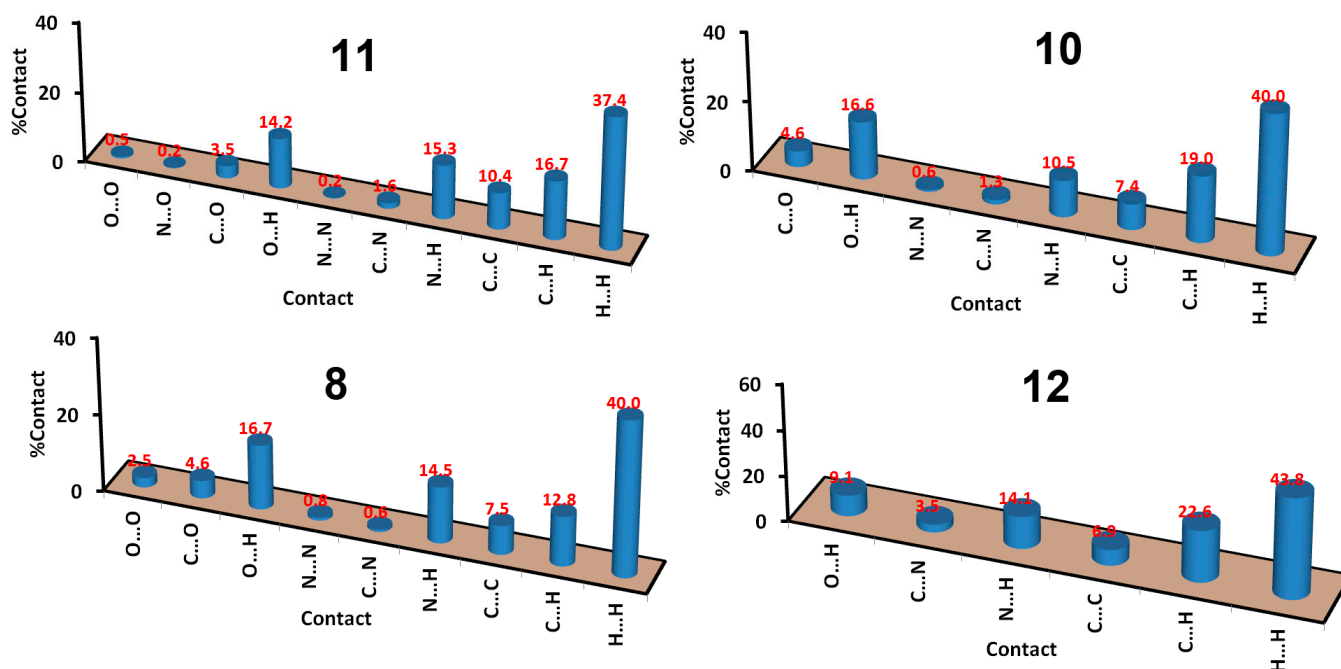 11
%Contact
40
20
0
0.5
0.2
3.5
14.2
0.2
1.6
15.3
10.4
16.7
37.4
O...O
N...O
C...O
O...H
N...N
C...N
N...H
C...C
C...H
H...H
Contact
10
%Contact
40
20
0
4.6
16.6
0.6
1.3
10.5
7.4
19.0
40.0
C...O
O...H
N...N
C...N
N...H
C...C
C...H
H...H
Contact
8
%Contact
40
20
0
2.5
4.6
16.7
0.8
0.6
14.5
7.5
12.8
40.0
O...O
C...O
O...H
N...N
C...N
N...H
C...C
C...H
H...H
Contact
12
%Contact
60
40
20
0
9.1
3.5
14.1
6.9
22.6
43.8
O...H
C...N
N...H
C...C
C...H
H...H
Contact